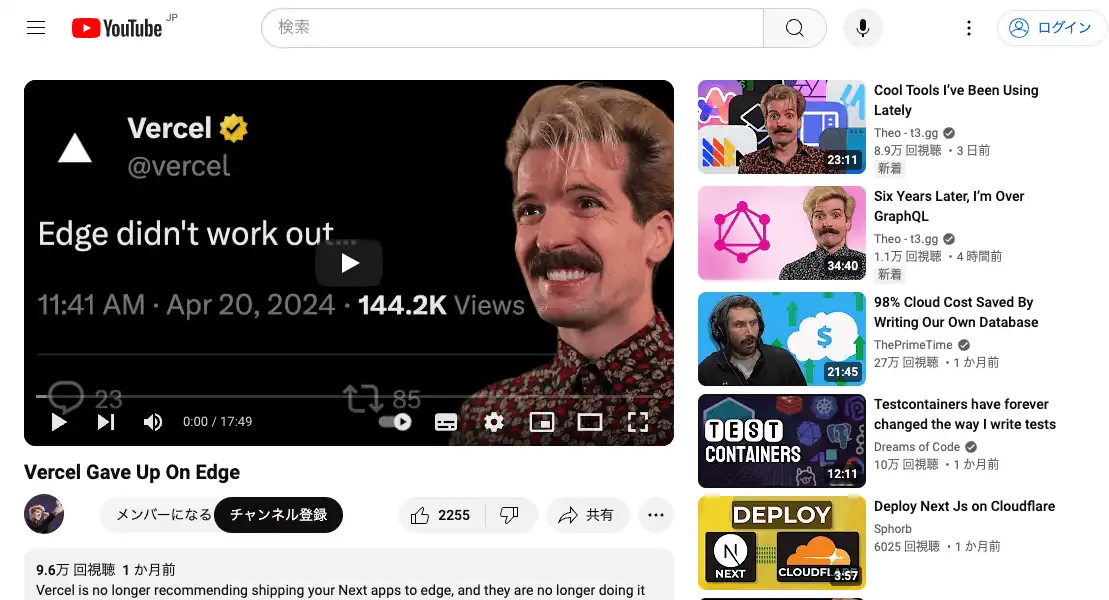 YouTube JP
検索
ログイン
Vercel
@vercel
Edge didn't work out....
11:41 AM · Apr 20, 2024 · 144.2K Views
23
85
0:00 / 17:49
Vercel Gave Up On Edge
メンバーになる
チャンネル登録
2255
共有
9.6万 回視聴 1 か月前
Vercel is no longer recommending shipping your Next apps to edge, and they are no longer doing it
23:11
Cool Tools I’ve Been Using
Lately
Theo - t3.gg
8.9万 回視聴 ・3 日前
新着
34:40
Six Years Later, I’m Over
GraphQL
Theo - t3.gg
1.1万 回視聴 ・4 時間前
新着
21:45
98% Cloud Cost Saved By
Writing Our Own Database
ThePrimeTime
27万 回視聴 ・1 か月前
TEST
CONTAINERS
12:11
Testcontainers have forever
changed the way I write tests
Dreams of Code
10万 回視聴 ・1 か月前
DEPLOY
NEXT
CLOUDFLARE
3:57
Deploy Next Js on Cloudflare
Sphorb
6025 回視聴 ・1 か月前